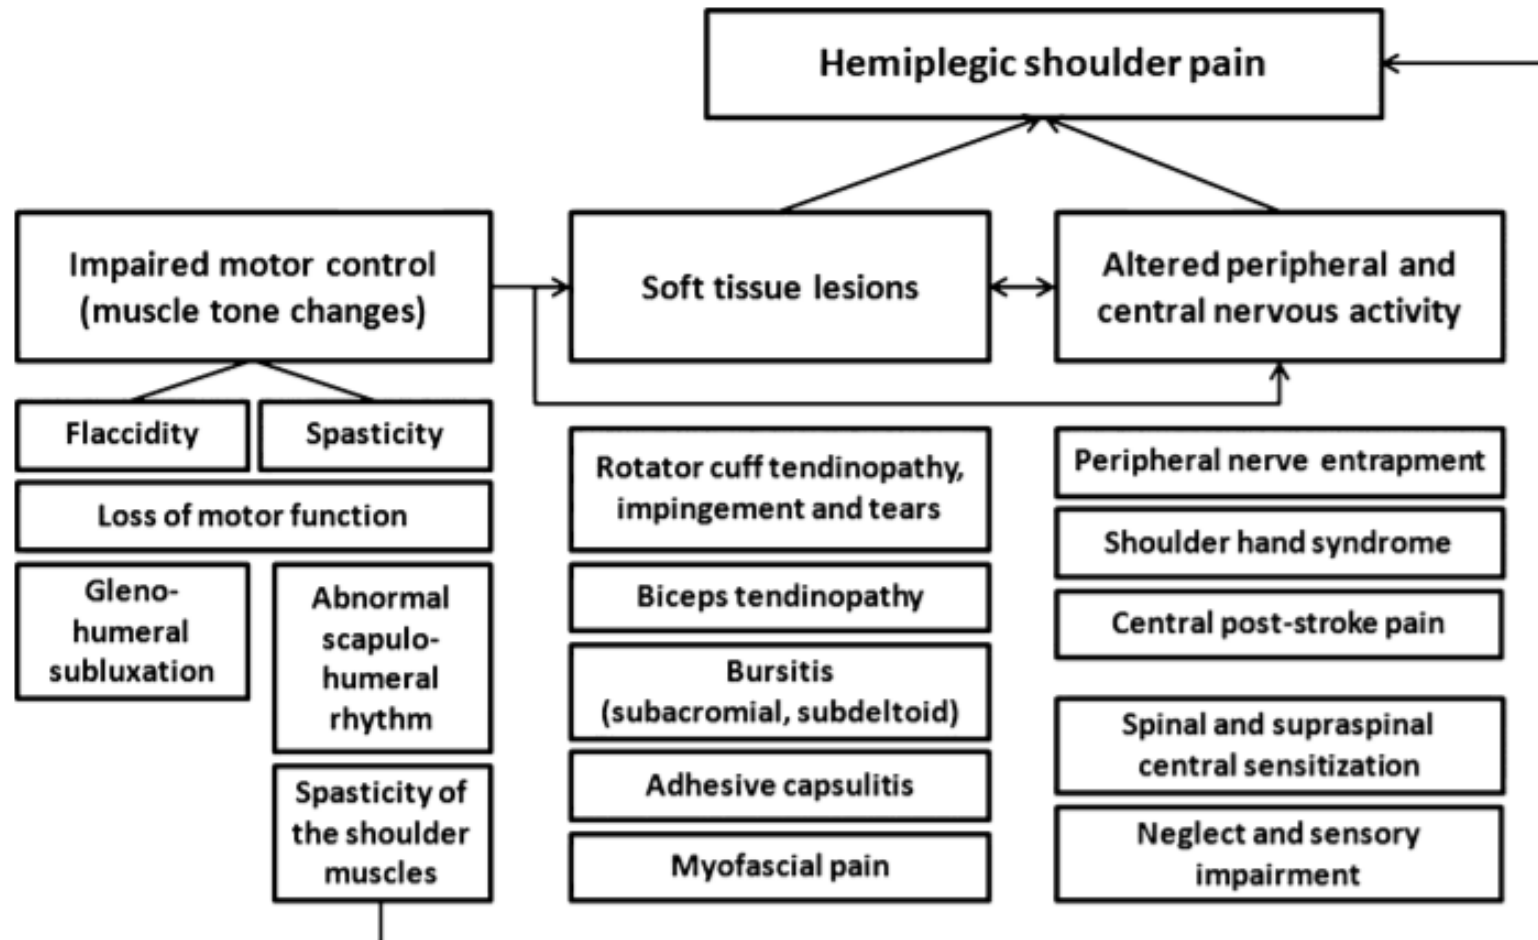 Hemiplegic shoulder pain
Impaired motor control
(muscle tone changes)
Soft tissue lesions
Altered peripheral and
central nervous activity
Flaccidity
Spasticity
Loss of motor function
Gleno-
humeral
subluxation
Abnormal
scapulo-
humeral
rhythm
Spasticity of
the shoulder
muscles
Rotator cuff tendinopathy,
impingement and tears
Biceps tendinopathy
Bursitis
(subacromial, subdeltoid)
Adhesive capsulitis
Myofascial pain
Peripheral nerve entrapment
Shoulder hand syndrome
Central post-stroke pain
Spinal and supraspinal
central sensitization
Neglect and sensory
impairment